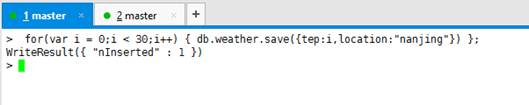 1 master
2 master
> for(var i = 0;i < 30;i++) { db.weather.save({tep:i,location:"nanjing"}) };
WriteResult({ "nInserted" : 1 })
>